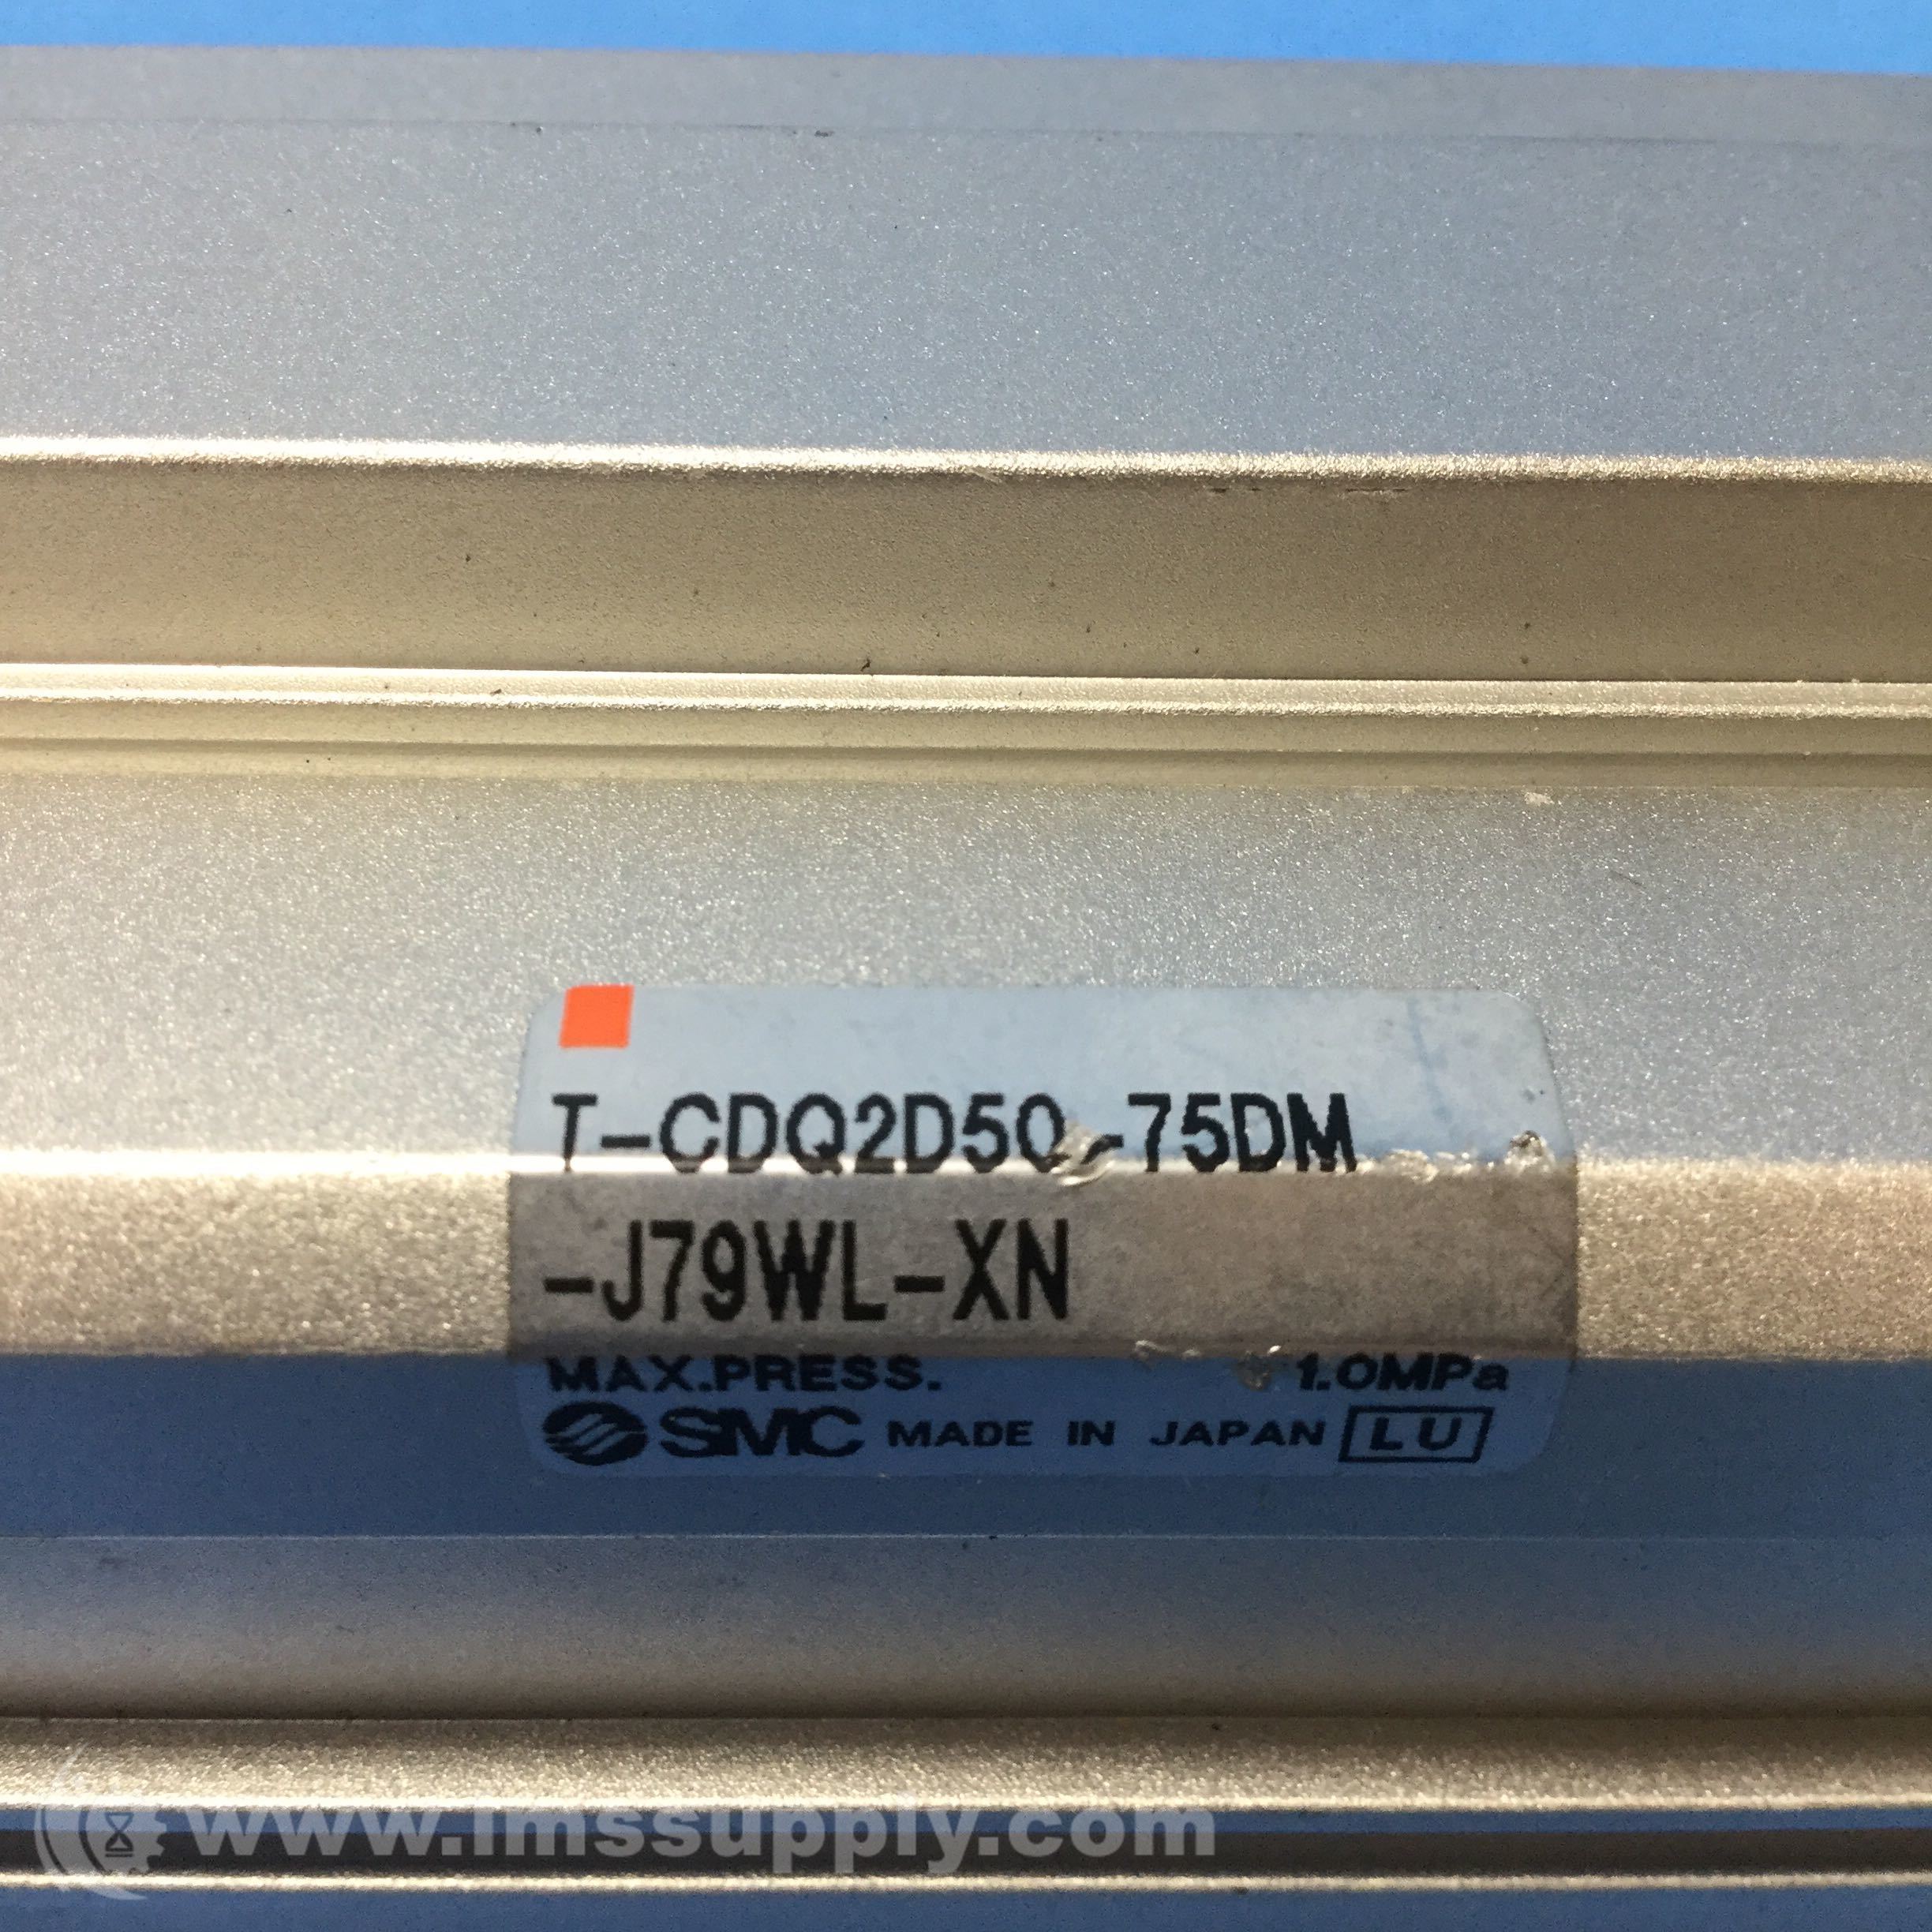 T-CDQ2D50-75DM
-J79WL-XN
MAX.PRESS. 1.0MPa
SMC MADE IN JAPAN LU
www.imssupply.com